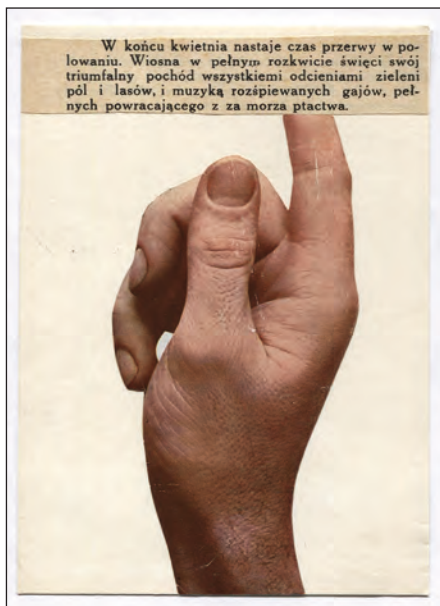 W końcu kwietnia nastaje czas przerwy w po-
lowaniu. Wiosna w pełnym rozkwicie święci swój
triumfalny pochód wszystkiemi odcieniami zieleni
pól i lasów, i muzyką rozśpiewanych gajów, peł-
nych powracającego z za morza ptactwa.